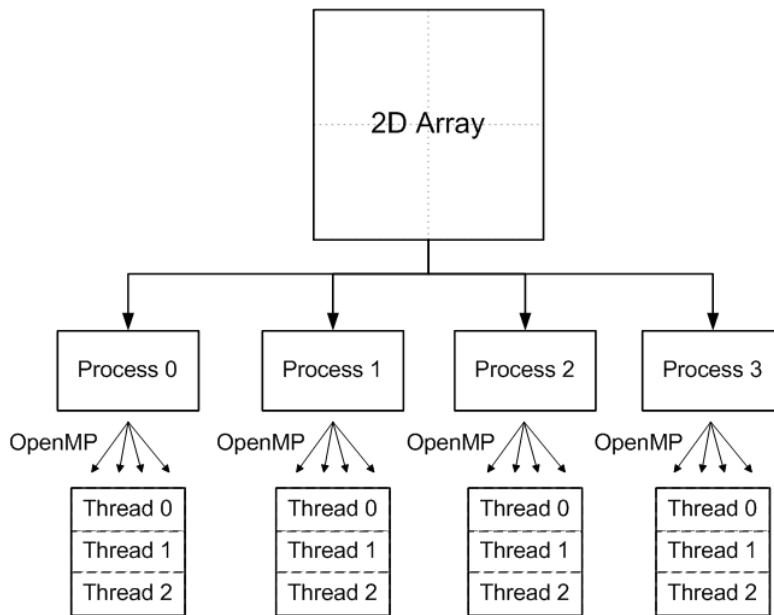 2D Array
Process 0
Process 1
Process 2
Process 3
OpenMP
OpenMP
OpenMP
OpenMP
Thread 0
Thread 0
Thread 0
Thread 0
Thread 1
Thread 1
Thread 1
Thread 1
Thread 2
Thread 2
Thread 2
Thread 2